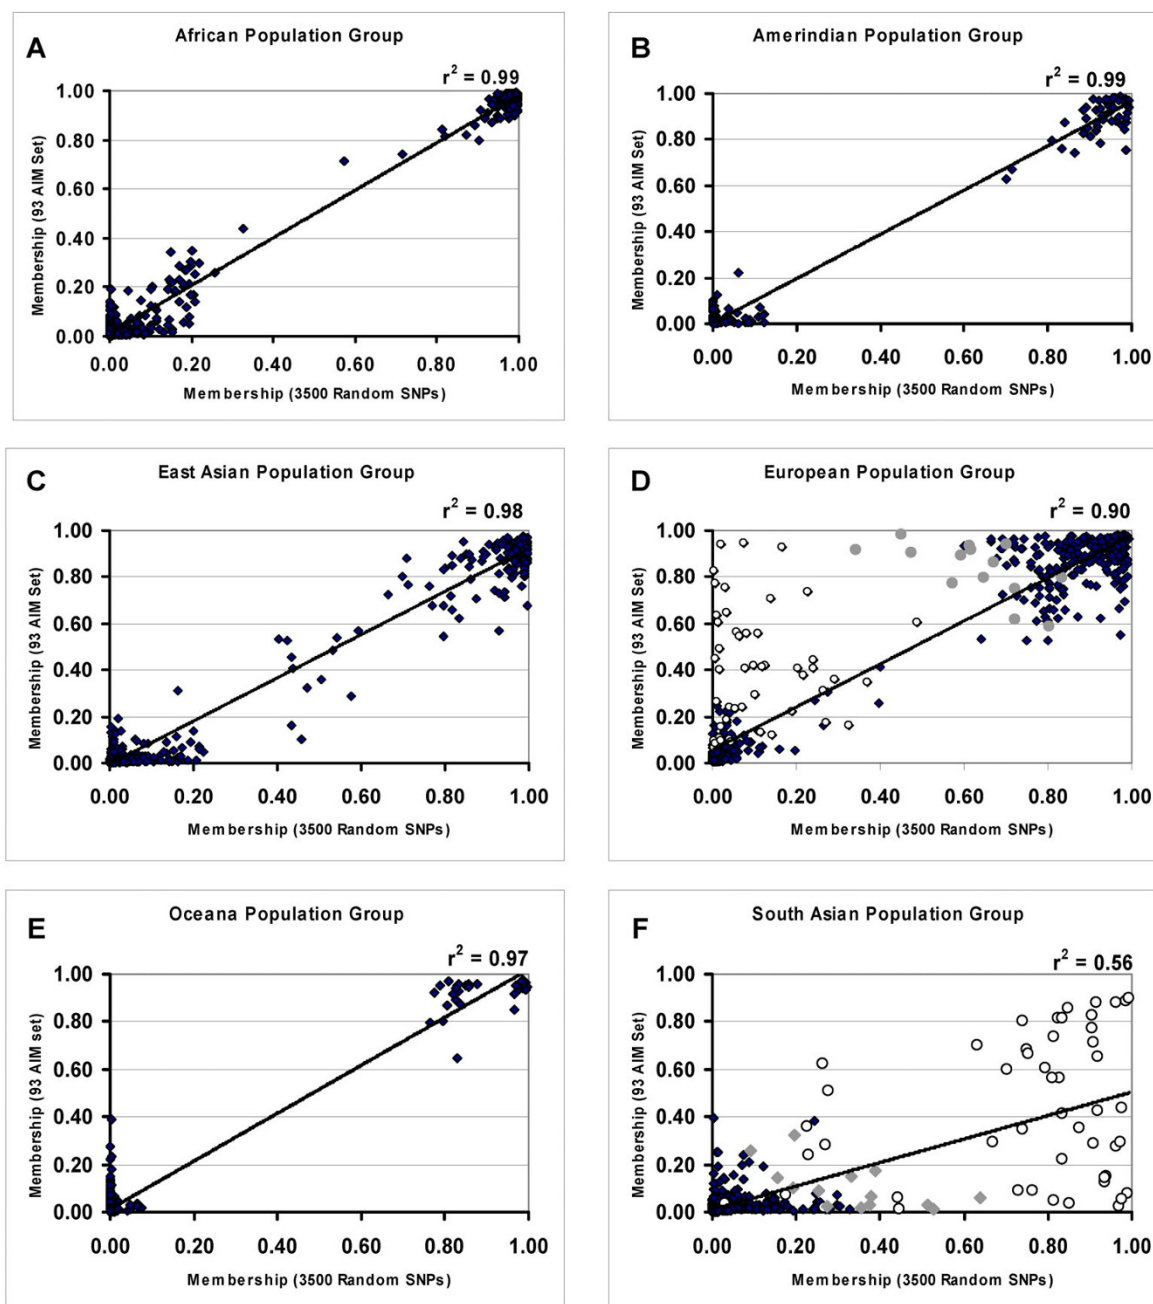 A
African Population Group
r² = 0.99
Membership (93 AIM Set)
1.00
0.80
0.60
0.40
0.20
0.00
0.00 0.20 0.40 0.60 0.80 1.00
Membership (3500 Random SNPs)
B
Amerindian Population Group
r² = 0.99
Membership (93 AIM Set)
1.00
0.80
0.60
0.40
0.20
0.00
0.00 0.20 0.40 0.60 0.80 1.00
Membership (3500 Random SNPs)
C
East Asian Population Group
r² = 0.98
Membership (93 AIM Set)
1.00
0.80
0.60
0.40
0.20
0.00
0.00 0.20 0.40 0.60 0.80 1.00
Membership (3500 Random SNPs)
D
European Population Group
r² = 0.90
Membership (93 AIM Set)
1.00
0.80
0.60
0.40
0.20
0.00
0.00 0.20 0.40 0.60 0.80 1.00
Membership (3500 Random SNPs)
E
Oceana Population Group
r² = 0.97
Membership (93 AIM set)
1.00
0.80
0.60
0.40
0.20
0.00
0.00 0.20 0.40 0.60 0.80 1.00
Membership (3500 Random SNPs)
F
South Asian Population Group
r² = 0.56
Membership (93 AIM Set)
1.00
0.80
0.60
0.40
0.20
0.00
0.00 0.20 0.40 0.60 0.80 1.00
Membership (3500 Random SNPs)